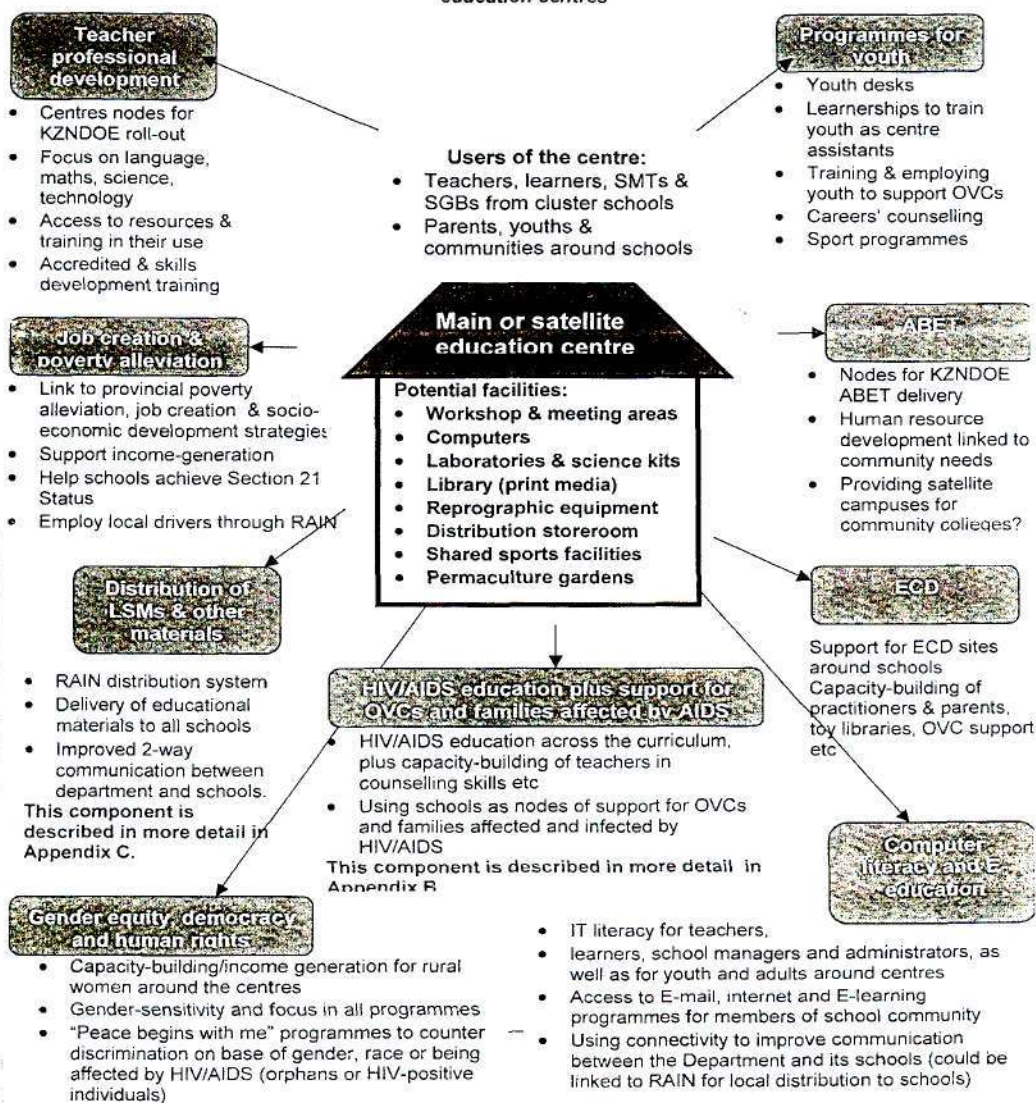 education centres
Teacher
professional
development
• Centres nodes for
KZNDOE roll-out
• Focus on language,
maths, science,
technology
• Access to resources &
training in their use
• Accredited & skills
development training
Users of the centre:
• Teachers, learners, SMTs &
SGBs from cluster schools
• Parents, youths &
communities around schools
Programmes for
youth
• Youth desks
• Learnerships to train
youth as centre
assistants
• Training & employing
youth to support OVCs
• Careers' counselling
• Sport programmes
Job creation &
poverty alleviation
• Link to provincial poverty
alleviation, job creation & socio-
economic development strategies
• Support income-generation
• Help schools achieve Section 21
Status
• Employ local drivers through RAIN
Main or satellite
education centre
Potential facilities:
• Workshop & meeting areas
• Computers
• Laboratories & science kits
• Library (print media)
• Reprographic equipment
• Distribution storeroom
• Shared sports facilities
• Permaculture gardens
ABET
• Nodes for KZNDOE
ABET delivery
• Human resource
development linked to
community needs
• Providing satellite
campuses for
community colleges?
Distribution of
LSMs & other
materials
• RAIN distribution system
• Delivery of educational
materials to all schools
• Improved 2-way
communication between
department and schools.
This component is
described in more detail in
Appendix C.
HIV/AIDS education plus support for
OVCs and families affected by AIDS
• HIV/AIDS education across the curriculum,
plus capacity-building of teachers in
counselling skills etc
• Using schools as nodes of support for OVCs
and families affected and infected by
HIV/AIDS
This component is described in more detail in
Appendix B
ECD
Support for ECD sites
around schools
Capacity-building of
practitioners & parents,
toy libraries, OVC support
etc
Gender equity, democracy
and human rights
• Capacity-building/income generation for rural
women around the centres
• Gender-sensitivity and focus in all programmes
• "Peace begins with me" programmes to counter
discrimination on base of gender, race or being
affected by HIV/AIDS (orphans or HIV-positive
individuals)
Computer
literacy and E-
education
• IT literacy for teachers,
• learners, school managers and administrators, as
well as for youth and adults around centres
• Access to E-mail, internet and E-learning
programmes for members of school community
• Using connectivity to improve communication
between the Department and its schools (could be
linked to RAIN for local distribution to schools)